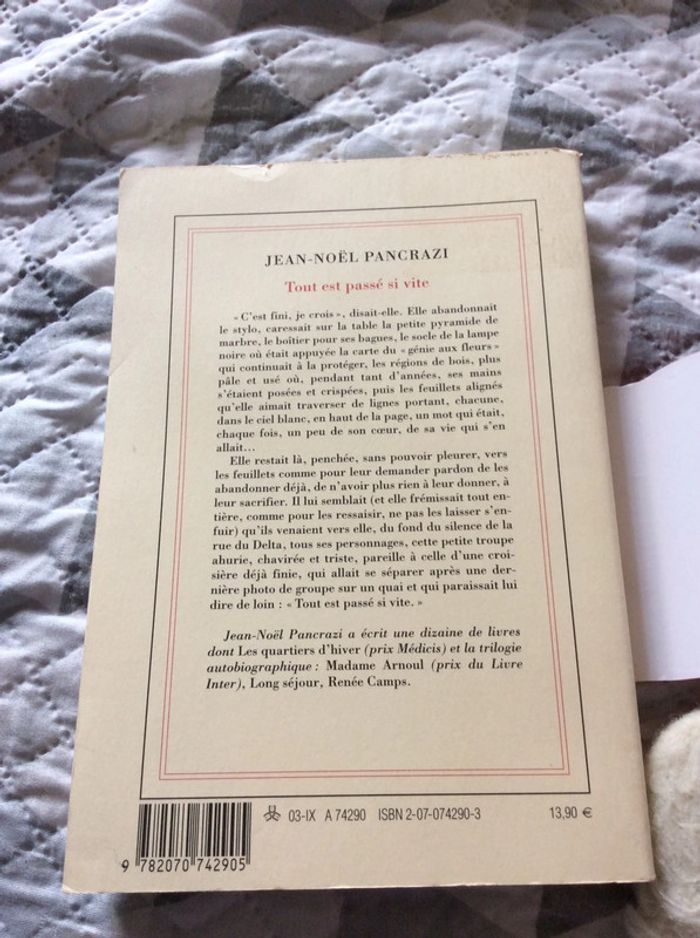 JEAN-NOËL PANCRAZI
Tout est passé si vite
« C'est fini, je crois », disait-elle. Elle abandonnait
le stylo, caressait sur la table la petite pyramide de
marbre, le boîtier pour ses bagues, le socle de la lampe
noire où était appuyée la carte du « génie aux fleurs »
qui continuait à la protéger, les régions de bois, plus
pâle et usé où, pendant tant d'années, ses mains
s'étaient posées et crispées, puis les feuillets alignés
qu'elle aimait traverser de lignes portant, chacune,
dans le ciel blanc, en haut de la page, un mot qui était,
chaque fois, un peu de son cœur, de sa vie qui s'en
allait...
Elle restait là, penchée, sans pouvoir pleurer, vers
les feuillets comme pour leur demander pardon de les
abandonner déjà, de n'avoir plus rien à leur donner, à
leur sacrifier. Il lui semblait (et elle frémissait tout en-
tière, comme pour les ressaisir, ne pas les laisser s'en-
fuir) qu'ils venaient vers elle, du fond du silence de la
rue du Delta, tous ses personnages, cette petite troupe
ahurie, chavirée et triste, pareille à celle d'une croi-
sière déjà finie, qui allait se séparer après une der-
nière photo de groupe sur un quai et qui paraissait lui
dire de loin : « Tout est passé si vite. »
Jean-Noël Pancrazi a écrit une dizaine de livres
dont Les quartiers d'hiver (prix Médicis) et la trilogie
autobiographique : Madame Arnoul (prix du Livre
Inter), Long séjour, Renée Camps.
03-IX A 74290 ISBN 2-07-074290-3 13,90 €
9 782070 742905